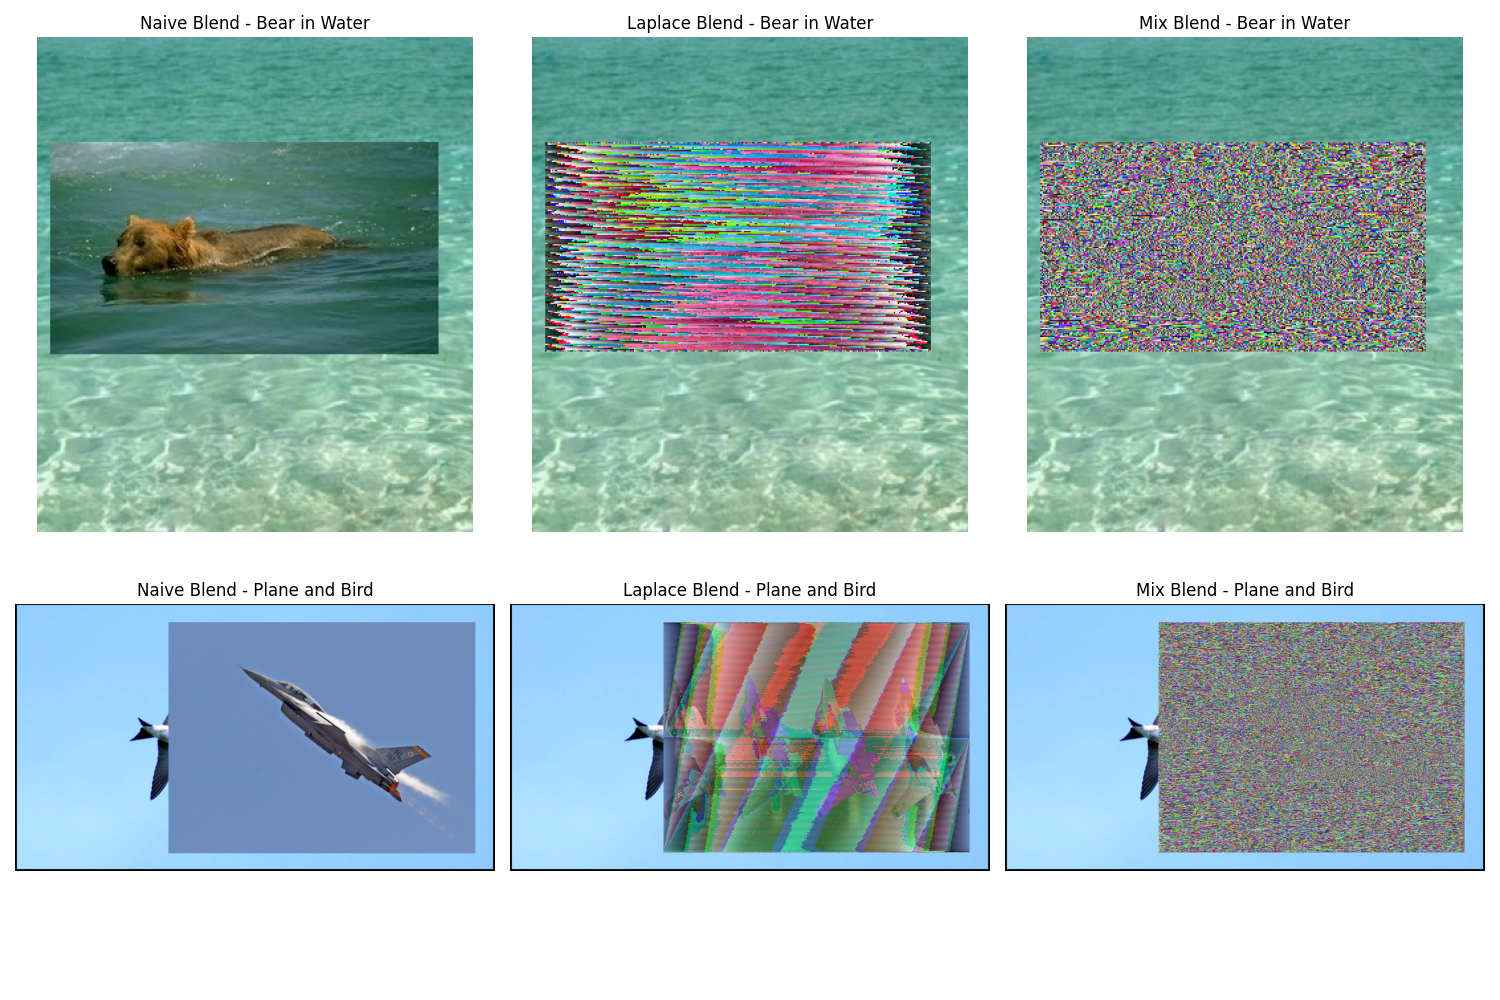 Naive Blend - Bear in Water
Laplace Blend - Bear in Water
Mix Blend - Bear in Water
Naive Blend - Plane and Bird
Laplace Blend - Plane and Bird
Mix Blend - Plane and Bird